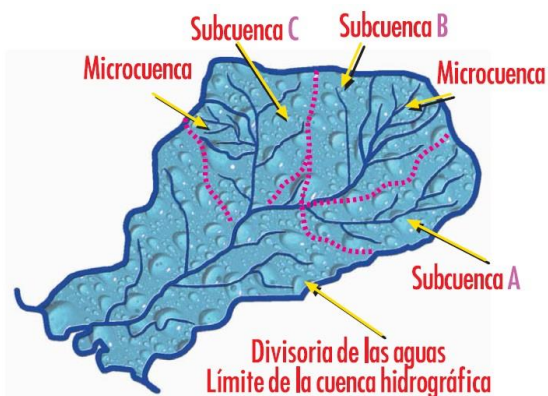 Subcuenca C
Subcuenca B
Microcuenca
Microcuenca
Subcuenca A
Divisoria de las aguas
Límite de la cuenca hidrográfica